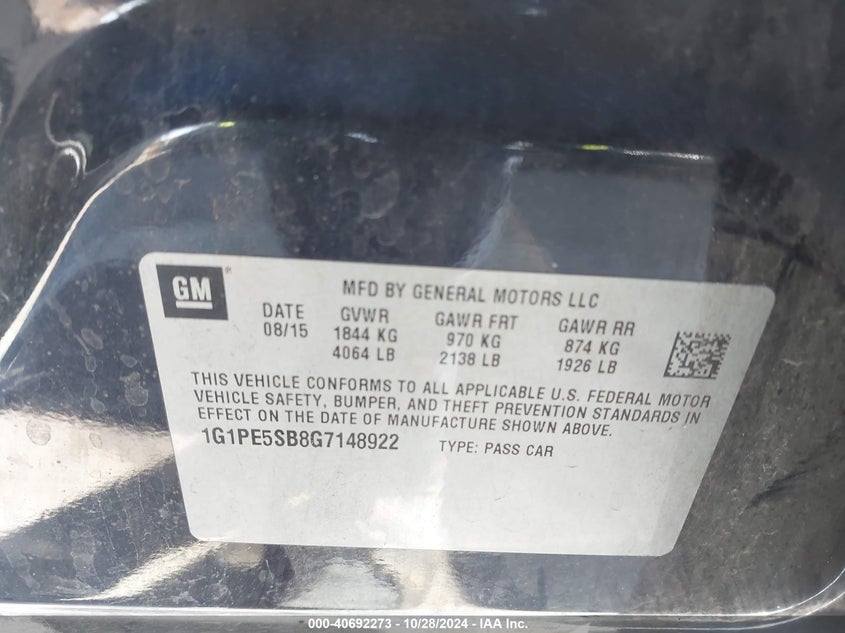 GM
MFD BY GENERAL MOTORS LLC
DATE GVWR GAWR FRT GAWR RR
08/15 1844 KG 970 KG 874 KG
4064 LB 2138 LB 1926 LB
THIS VEHICLE CONFORMS TO ALL APPLICABLE U.S. FEDERAL MOTOR
VEHICLE SAFETY, BUMPER, AND THEFT PREVENTION STANDARDS IN
EFFECT ON THE DATE OF MANUFACTURE SHOWN ABOVE.
1G1PE5SB8G7148922 TYPE: PASS CAR
000-40692273 - 10/28/2024 - IAA Inc.